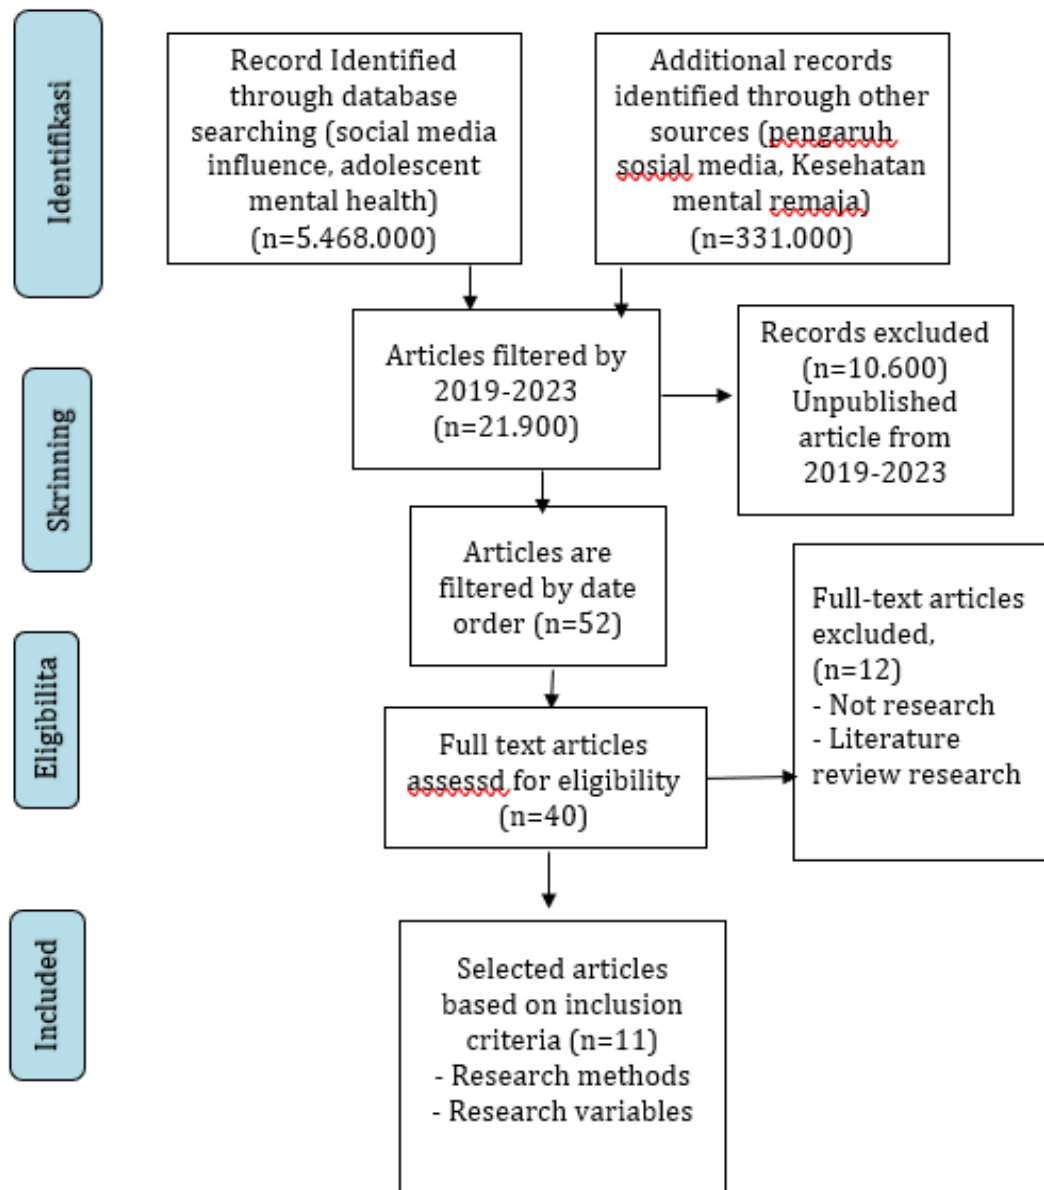 Identifikasi
Record Identified
through database
searching (social media
influence, adolescent
mental health)
(n=5.468.000)
Additional records
identified through other
sources (pengaruh
sosial media, Kesehatan
mental remaja)
(n=331.000)
Skrinning
Articles filtered by
2019-2023
(n=21.900)
Records excluded
(n=10.600)
Unpublished
article from
2019-2023
Articles are
filtered by date
order (n=52)
Eligibilita
Full text articles
assessd for eligibility
(n=40)
Full-text articles
excluded,
(n=12)
- Not research
- Literature
review research
Included
Selected articles
based on inclusion
criteria (n=11)
- Research methods
- Research variables